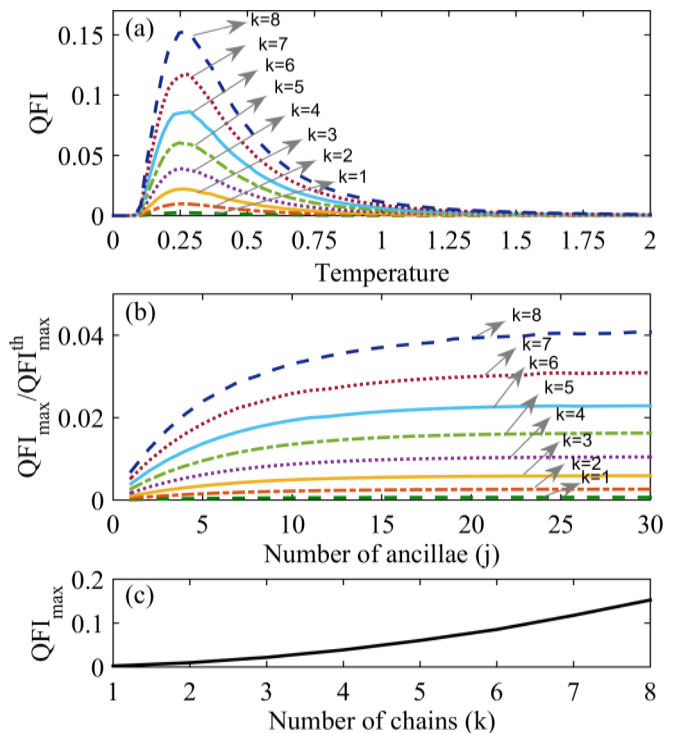 (a)
QFI
0.15
0.1
0.05
0
k=8
k=7
k=6
k=5
k=4
k=3
k=2
k=1
0 0.25 0.5 0.75 1 1.25 1.5 1.75 2
Temperature
(b)
QFI_max/QFI^th_max
0.04
0.02
0
k=8
k=7
k=6
k=5
k=4
k=3
k=2
k=1
0 5 10 15 20 25 30
Number of ancillae (j)
(c)
QFI_max
0.2
0.1
0
1 2 3 4 5 6 7 8
Number of chains (k)